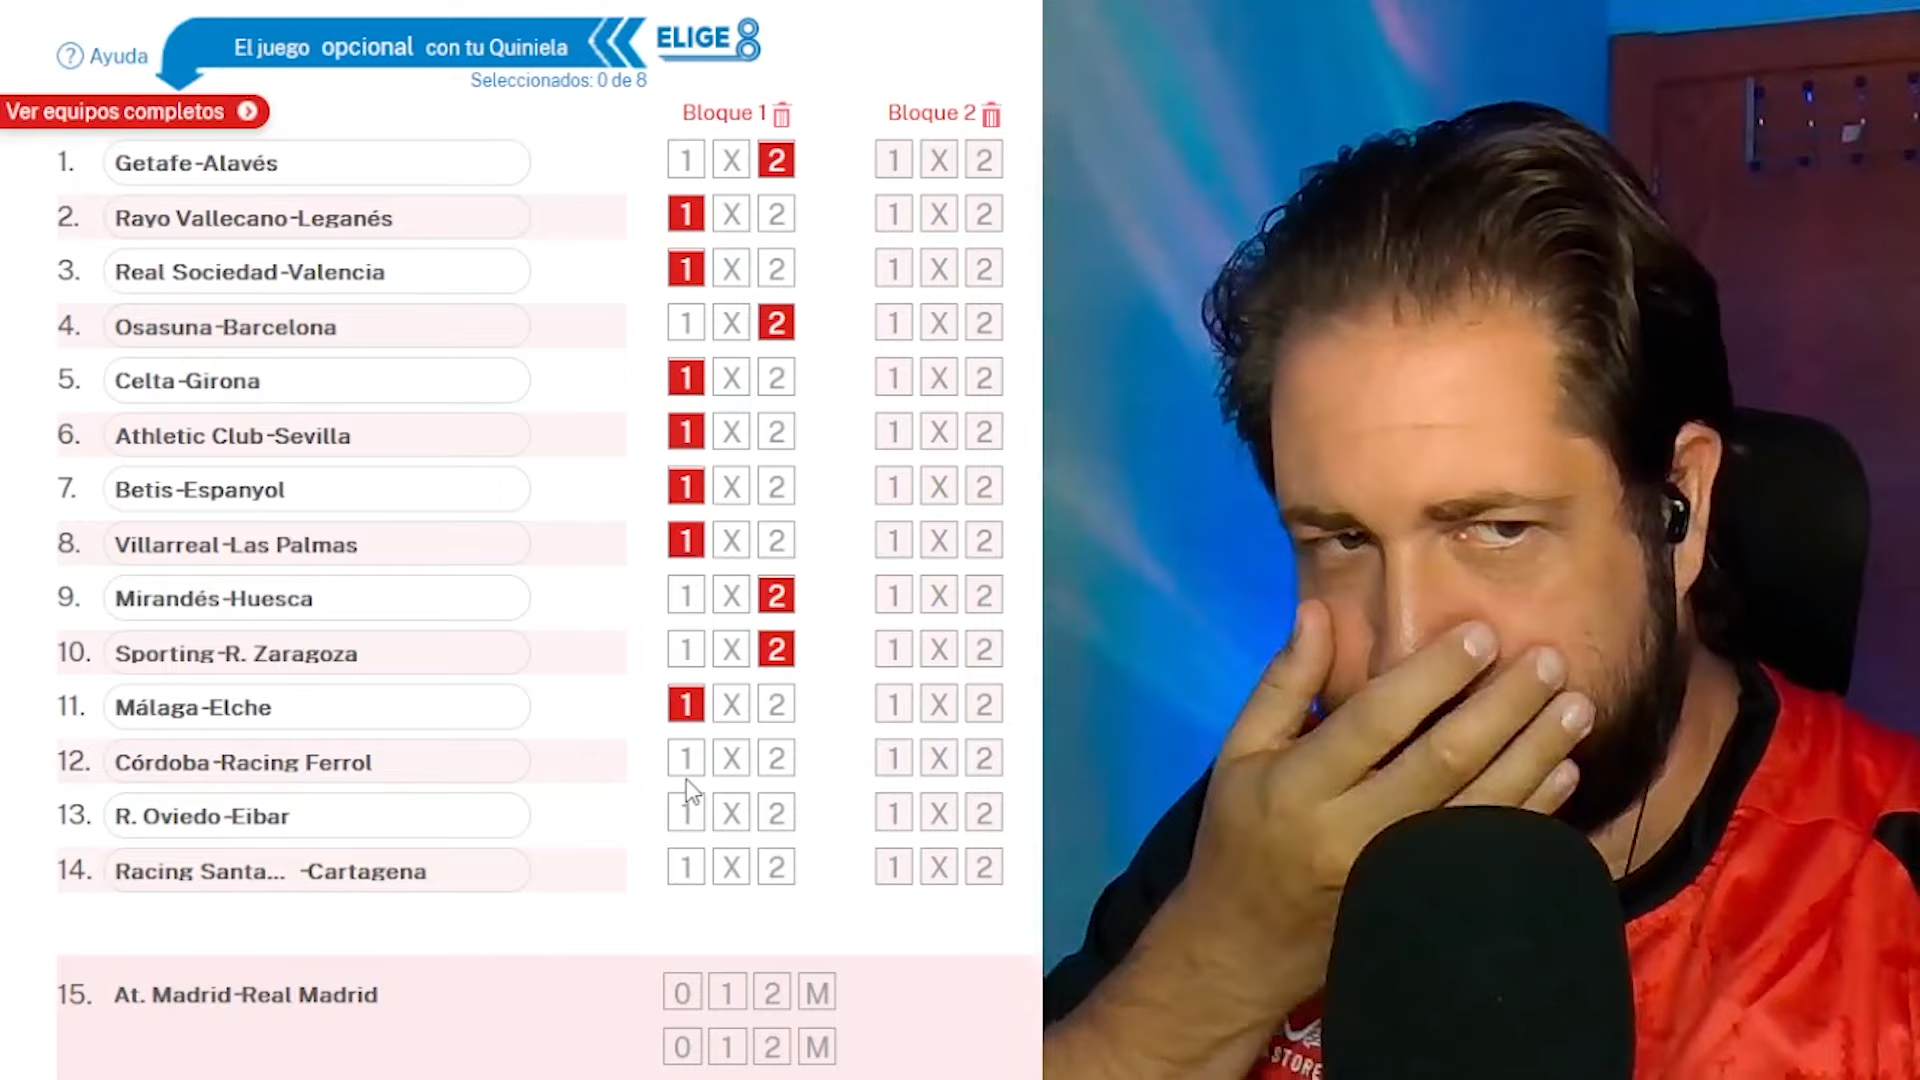 ? Ayuda
El juego opcional con tu Quiniela
ELIGE 8
Seleccionados: 0 de 8
Ver equipos completos
Bloque 1 Bloque 2
1. Getafe-Alavés 1 X 2 1 X 2
2. Rayo Vallecano-Leganés 1 X 2 1 X 2
3. Real Sociedad-Valencia 1 X 2 1 X 2
4. Osasuna-Barcelona 1 X 2 1 X 2
5. Celta-Girona 1 X 2 1 X 2
6. Athletic Club-Sevilla 1 X 2 1 X 2
7. Betis-Espanyol 1 X 2 1 X 2
8. Villarreal-Las Palmas 1 X 2 1 X 2
9. Mirandés-Huesca 1 X 2 1 X 2
10. Sporting-R. Zaragoza 1 X 2 1 X 2
11. Málaga-Elche 1 X 2 1 X 2
12. Córdoba-Racing Ferrol 1 X 2 1 X 2
13. R. Oviedo-Eibar 1 X 2 1 X 2
14. Racing Santa... -Cartagena 1 X 2 1 X 2
15. At. Madrid-Real Madrid 0 1 2 M
0 1 2 M
STORE